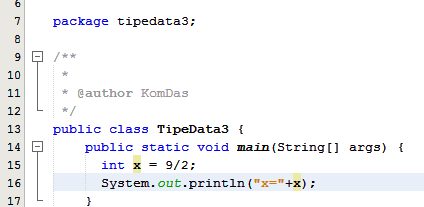 6
7 package tipedata3;
8
9 /**
10 *
11 * @author KomDas
12 */
13 public class TipeData3 {
14 public static void main(String[] args) {
15 int x = 9/2;
16 System.out.println("x="+x);
17 }